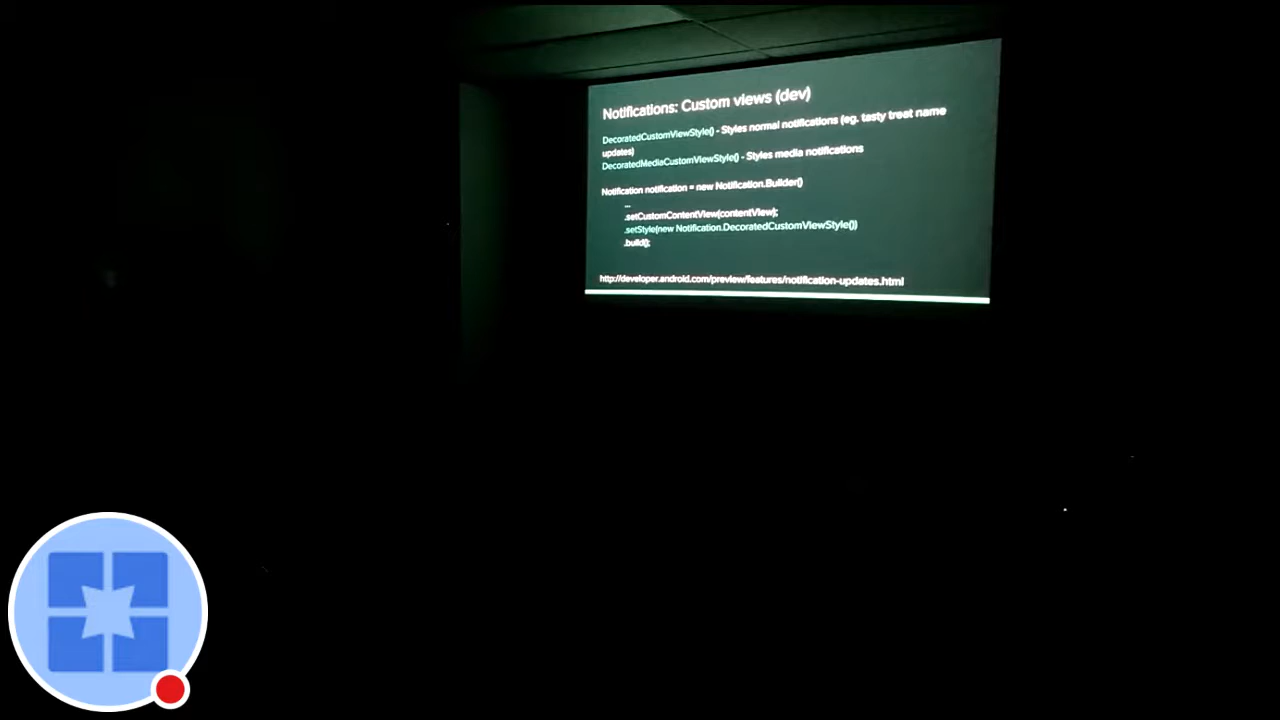 Notifications: Custom views (dev)
DecoratedCustomViewStyle() - Styles normal notifications (eg. tasty treat name
updates)
DecoratedMediaCustomViewStyle() - Styles media notifications
Notification notification = new Notification.Builder()
...
.setCustomContentView(contentView);
.setStyle(new Notification.DecoratedCustomViewStyle())
.build();
http://developer.android.com/preview/features/notification-updates.html